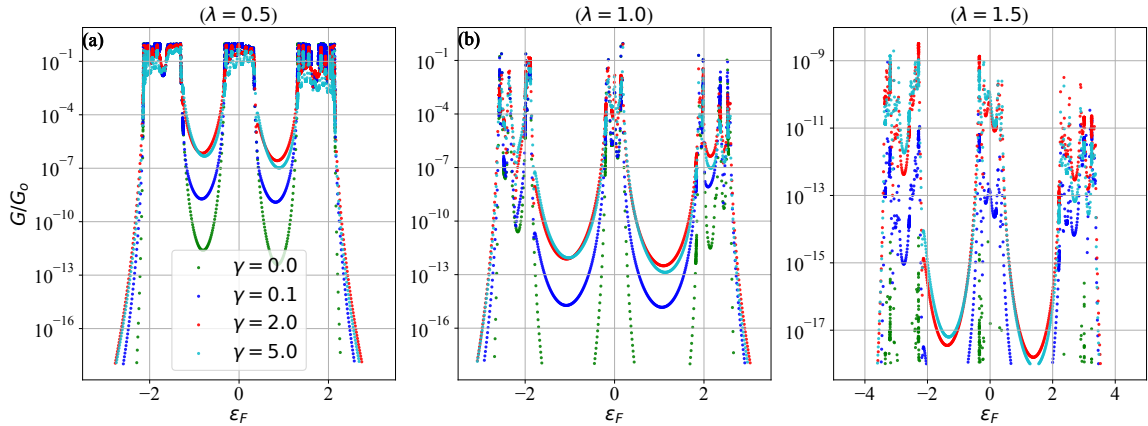 (λ = 0.5)
(λ = 1.0)
(λ = 1.5)
(a)
(b)
G/G_o
10^{-1}
10^{-4}
10^{-7}
10^{-10}
10^{-13}
10^{-16}
γ = 0.0
γ = 0.1
γ = 2.0
γ = 5.0
−2 0 2
ε_F
10^{-1}
10^{-4}
10^{-7}
10^{-10}
10^{-13}
10^{-16}
−2 0 2
ε_F
10^{-9}
10^{-11}
10^{-13}
10^{-15}
10^{-17}
−4 −2 0 2 4
ε_F